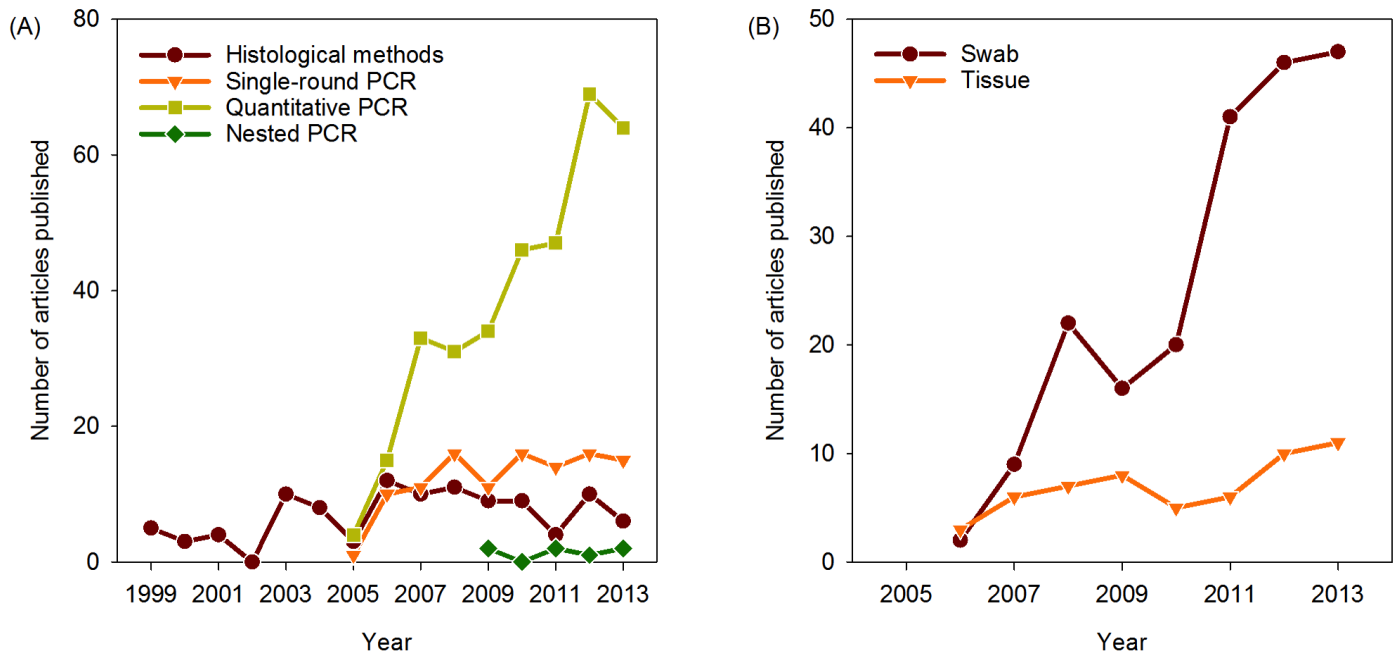 (A)
Number of articles published
80
60
40
20
0
Histological methods
Single-round PCR
Quantitative PCR
Nested PCR
1999 2001 2003 2005 2007 2009 2011 2013
Year
(B)
Number of articles published
50
40
30
20
10
0
Swab
Tissue
2005 2007 2009 2011 2013
Year